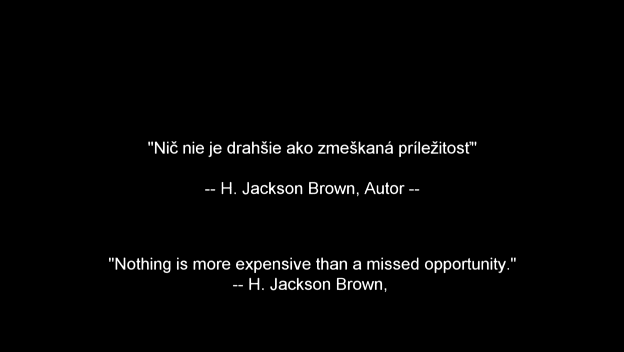 "Nič nie je drahšie ako zmeškaná príležitosť"
-- H. Jackson Brown, Autor --
"Nothing is more expensive than a missed opportunity."
-- H. Jackson Brown,